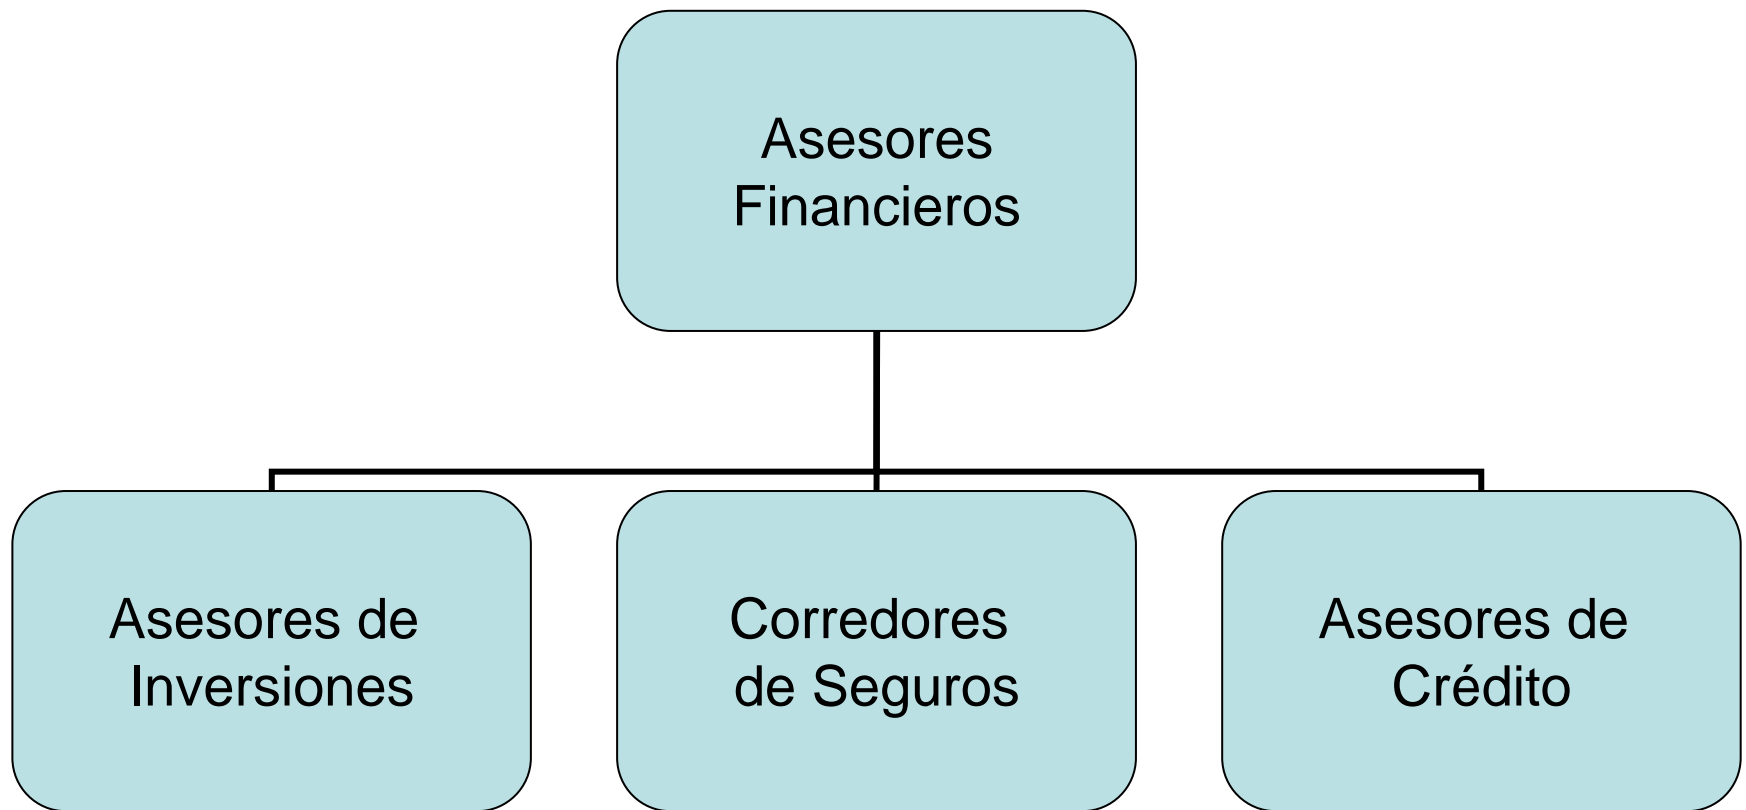 Asesores
Financieros
Asesores de
Inversiones
Corredores
de Seguros
Asesores de
Crédito